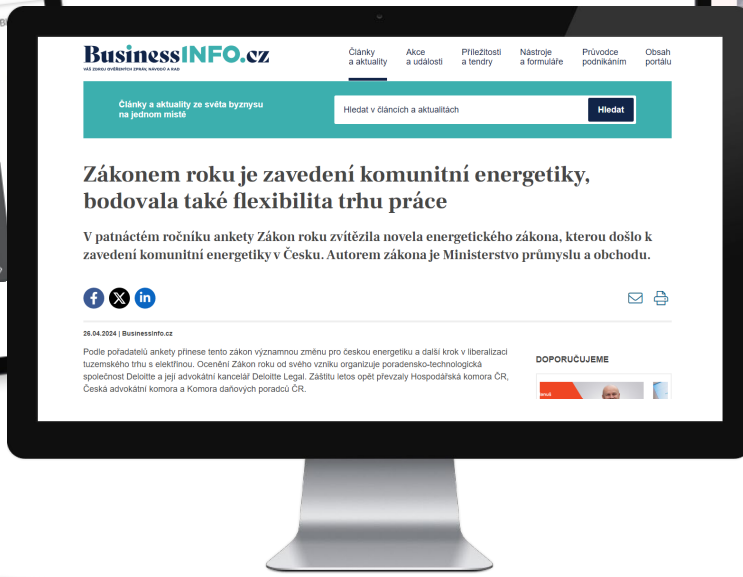 BusinessINFO.cz
VÁŠ ZDROJ OVĚŘENÝCH ZPRÁV, NÁVODŮ A RAD
Články a aktuality
Akce a události
Příležitosti a tendry
Nástroje a formuláře
Průvodce podnikáním
Obsah portálu
Články a aktuality ze světa byznysu
na jednom místě
Hledat v článcích a aktualitách
Hledat
Zákonem roku je zavedení komunitní energetiky,
bodovala také flexibilita trhu práce
V patnáctém ročníku ankety Zákon roku zvítězila novela energetického zákona, kterou došlo k
zavedení komunitní energetiky v Česku. Autorem zákona je Ministerstvo průmyslu a obchodu.
26.04.2024 | BusinessInfo.cz
Podle pořadatelů ankety přinese tento zákon významnou změnu pro českou energetiku a další krok v liberalizaci
tuzemského trhu s elektřinou. Ocenění Zákon roku od svého vzniku organizuje poradensko-technologická
společnost Deloitte a její advokátní kancelář Deloitte Legal. Záštitu letos opět převzaly Hospodářská komora ČR,
Česká advokátní komora a Komora daňových poradců ČR.
DOPORUČUJEME